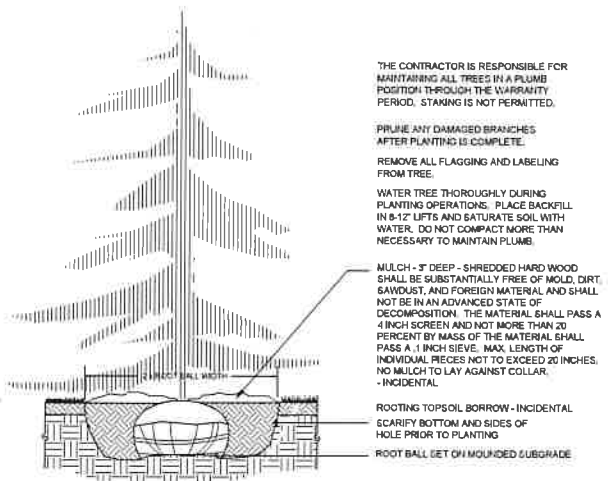 THE CONTRACTOR IS RESPONSIBLE FOR
MAINTAINING ALL TREES IN A PLUMB
POSITION THROUGH THE WARRANTY
PERIOD. STAKING IS NOT PERMITTED.
PRUNE ANY DAMAGED BRANCHES
AFTER PLANTING IS COMPLETE.
REMOVE ALL FLAGGING AND LABELING
FROM TREE.
WATER TREE THOROUGHLY DURING
PLANTING OPERATIONS. PLACE BACKFILL
IN 8-12" LIFTS AND SATURATE SOIL WITH
WATER. DO NOT COMPACT MORE THAN
NECESSARY TO MAINTAIN PLUMB.
MULCH - 3" DEEP - SHREDDED HARD WOOD
SHALL BE SUBSTANTIALLY FREE OF MOLD, DIRT,
SAWDUST, AND FOREIGN MATERIAL AND SHALL
NOT BE IN AN ADVANCED STATE OF
DECOMPOSITION. THE MATERIAL SHALL PASS A
4 INCH SCREEN AND NOT MORE THAN 20
PERCENT BY MASS OF THE MATERIAL SHALL
PASS A .1 INCH SIEVE. MAX. LENGTH OF
INDIVIDUAL PIECES NOT TO EXCEED 20 INCHES.
NO MULCH TO LAY AGAINST COLLAR.
- INCIDENTAL
2 x ROOT BALL WIDTH
ROOTING TOPSOIL BORROW - INCIDENTAL
SCARIFY BOTTOM AND SIDES OF
HOLE PRIOR TO PLANTING
ROOT BALL SET ON MOUNDED SUBGRADE